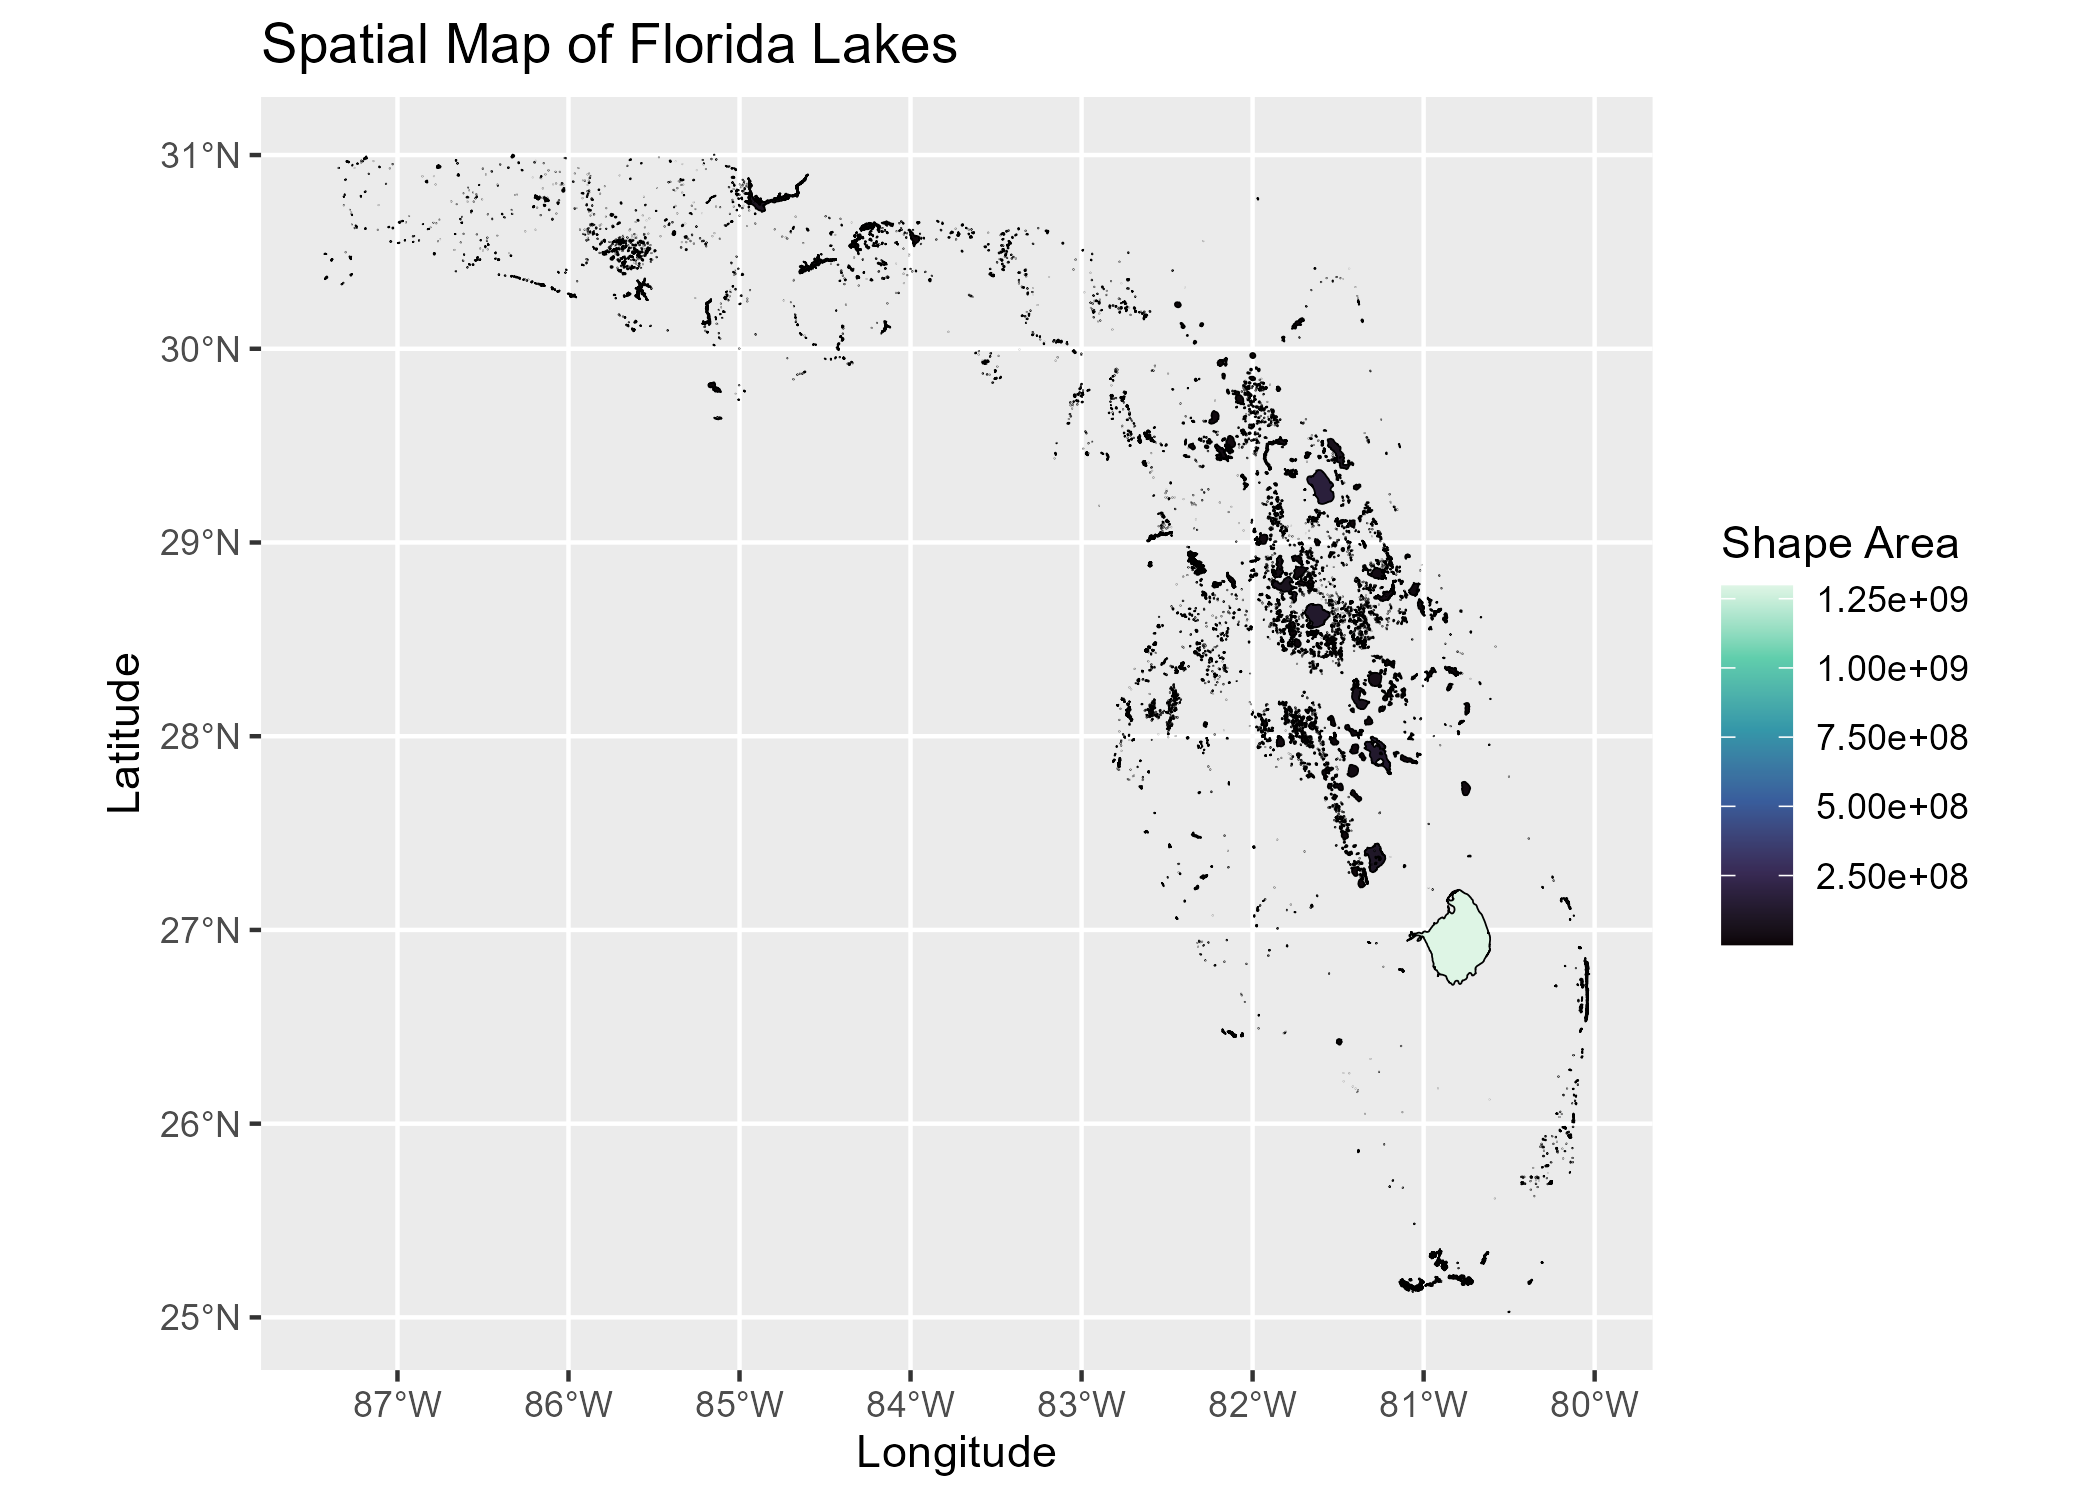 Spatial Map of Florida Lakes
31°N
30°N
29°N
28°N
27°N
26°N
25°N
Latitude
87°W 86°W 85°W 84°W 83°W 82°W 81°W 80°W
Longitude
Shape Area
1.25e+09
1.00e+09
7.50e+08
5.00e+08
2.50e+08